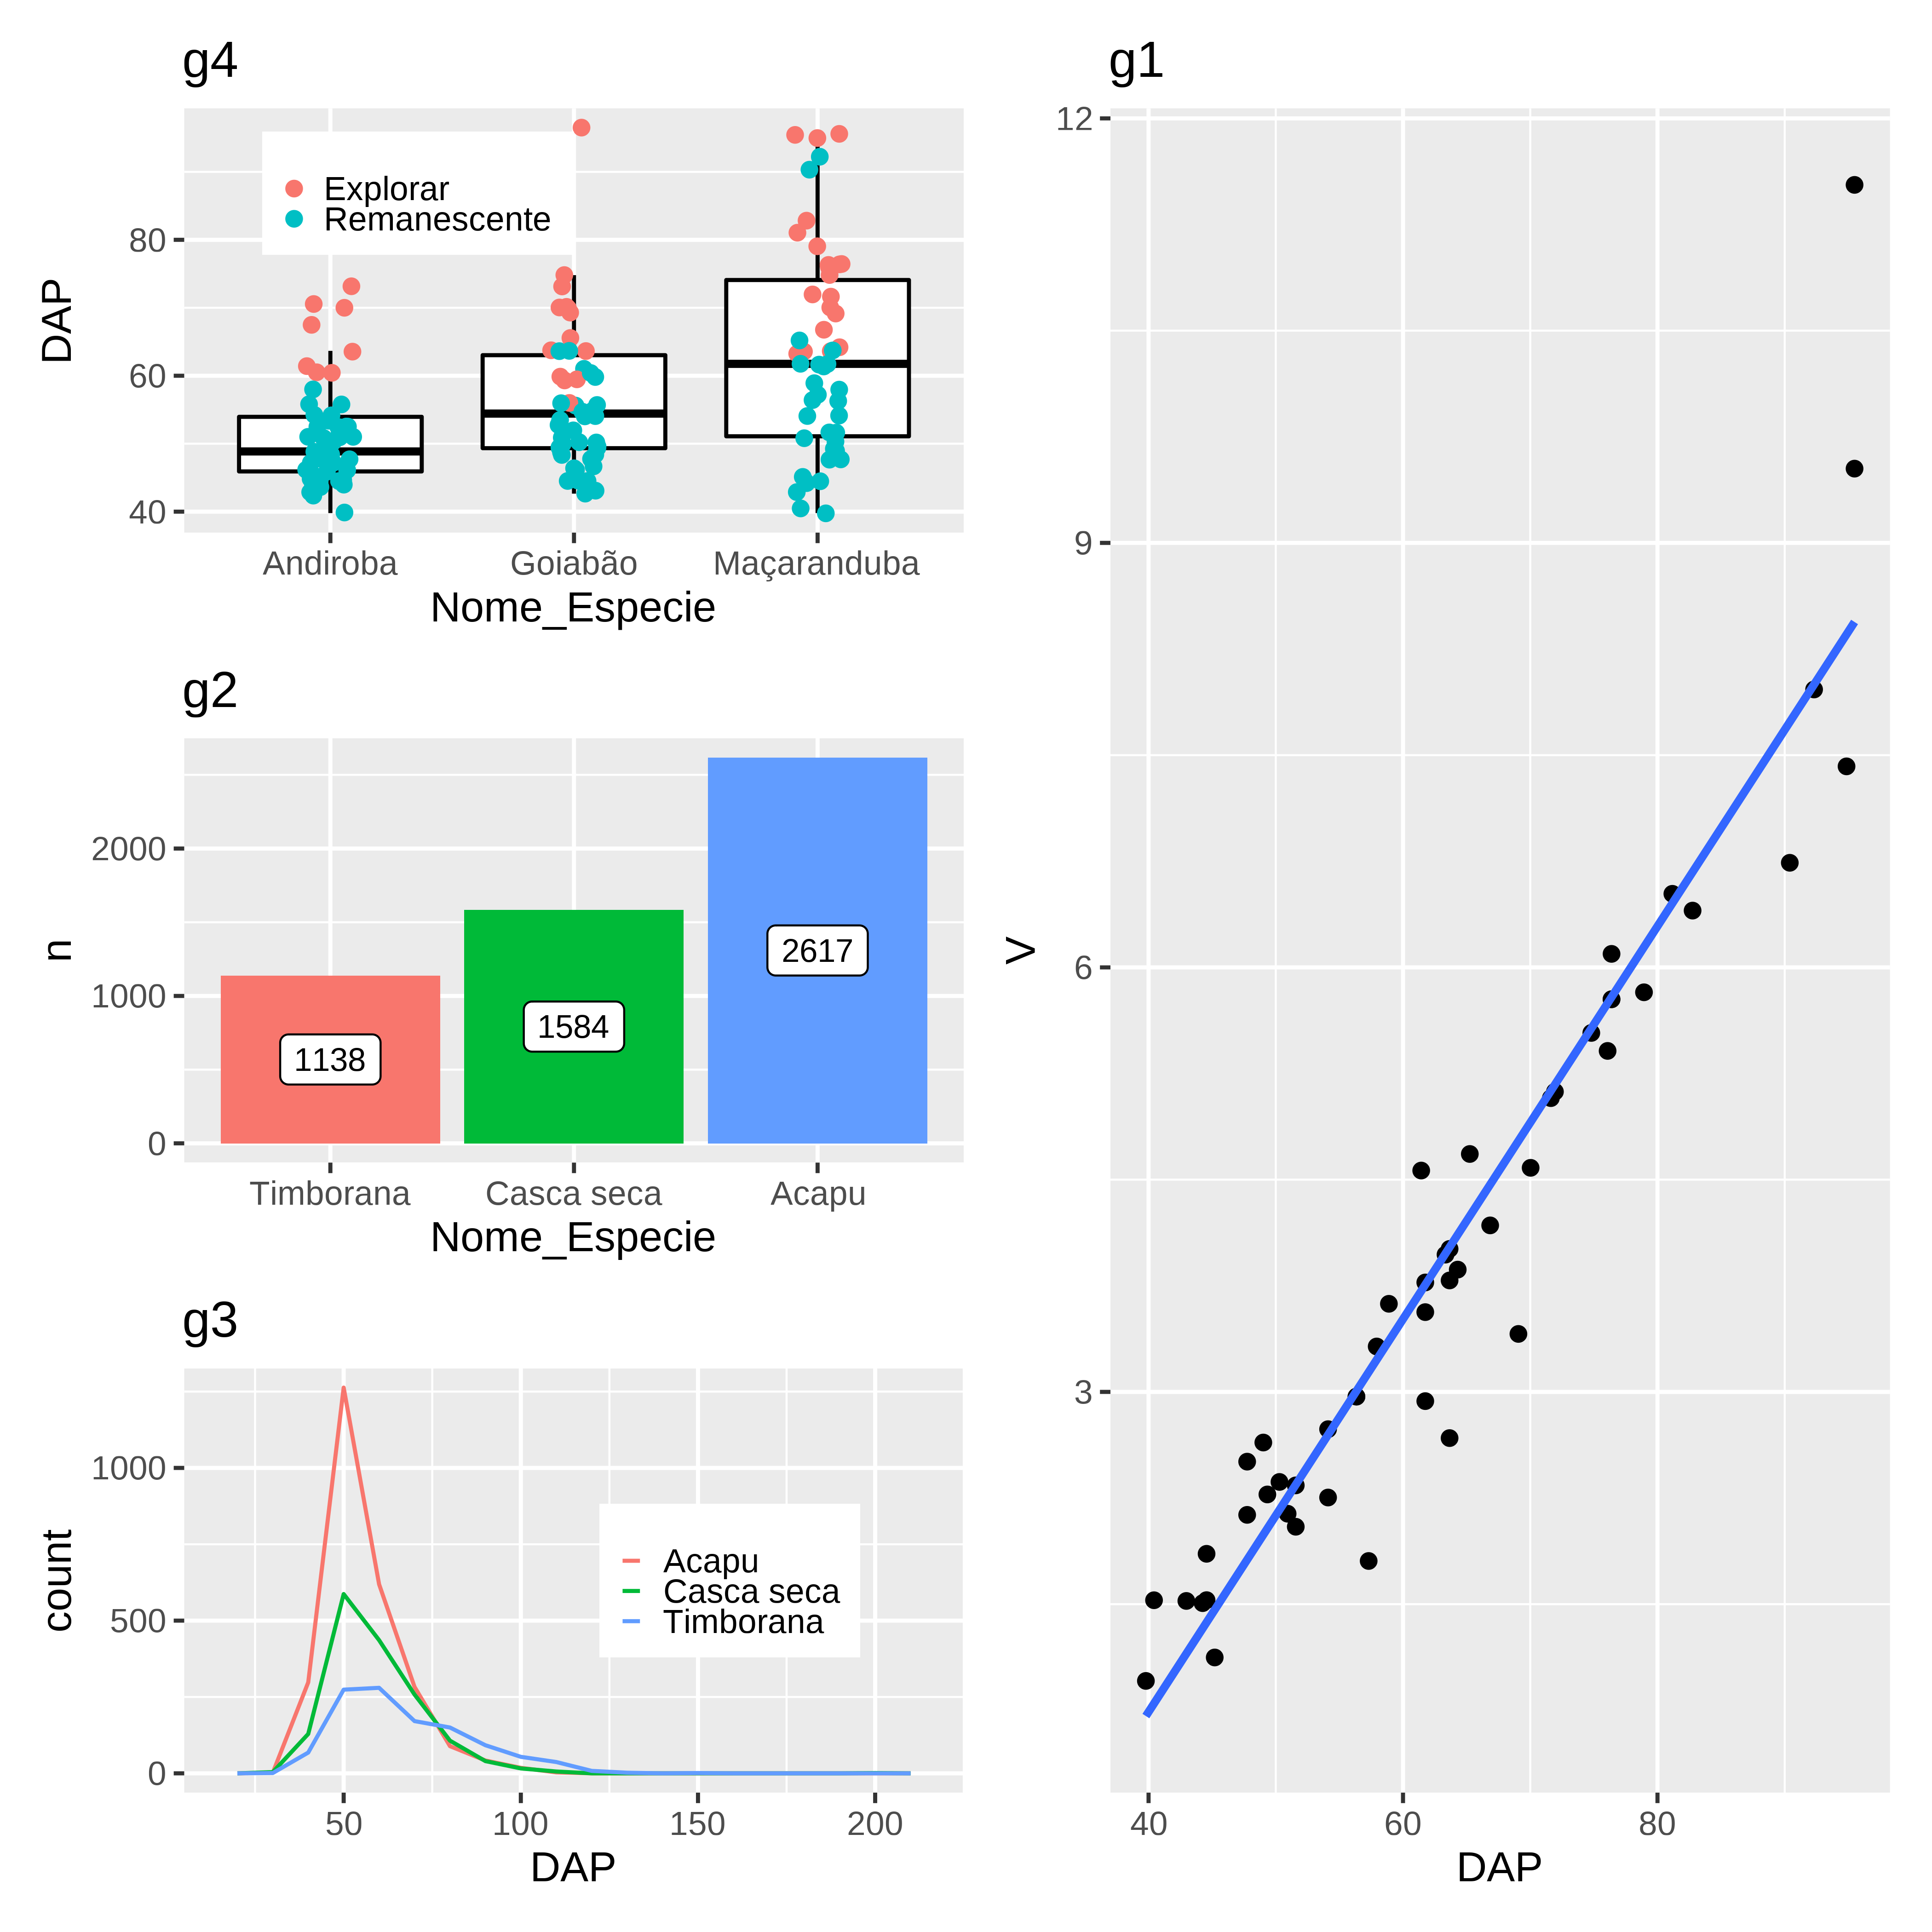 g4
DAP
80
60
40
Explorar
Remanescente
Andiroba Goiabão Maçaranduba
Nome_Especie
g2
n
2000
1000
0
1138
1584
2617
Timborana Casca seca Acapu
Nome_Especie
g3
count
1000
500
0
Acapu
Casca seca
Timborana
50 100 150 200
DAP
g1
V
12
9
6
3
40 60 80
DAP